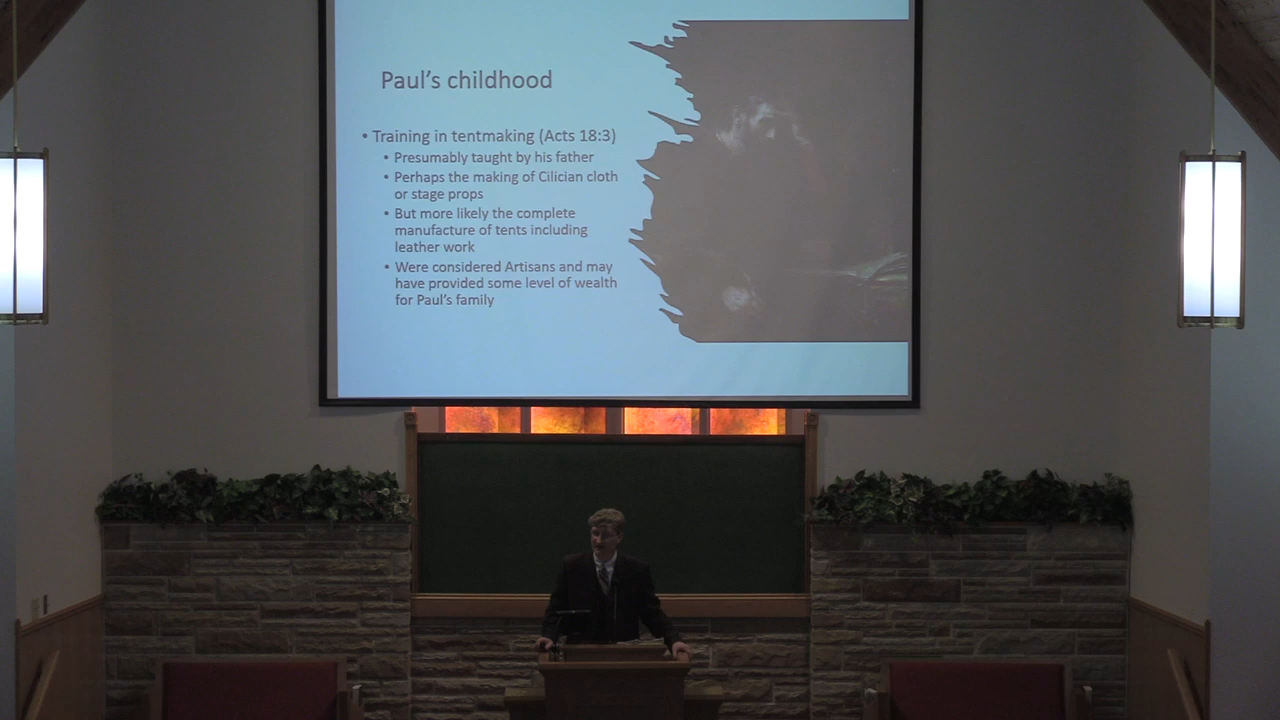 Paul's childhood
• Training in tentmaking (Acts 18:3)
• Presumably taught by his father
• Perhaps the making of Cilician cloth
or stage props
• But more likely the complete
manufacture of tents including
leather work
• Were considered Artisans and may
have provided some level of wealth
for Paul's family